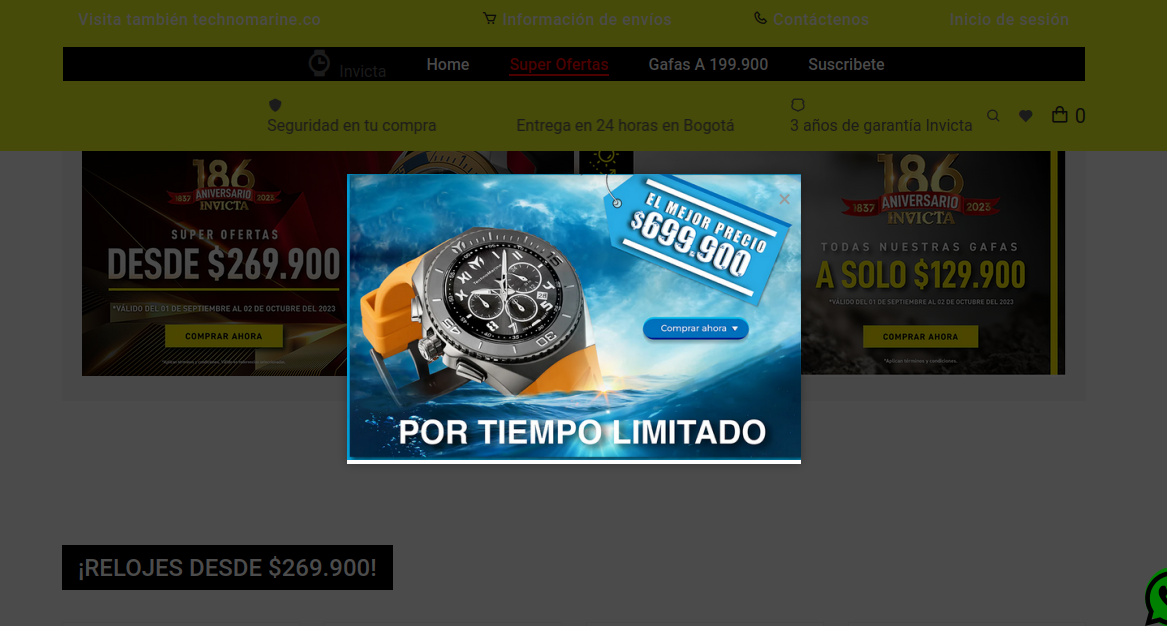 Visita también technomarine.co
Información de envíos
Contáctenos
Inicio de sesión
Invicta
Home
Super Ofertas
Gafas A 199.900
Suscribete
Seguridad en tu compra
Entrega en 24 horas en Bogotá
3 años de garantía Invicta
0
186
1837 ANIVERSARIO 2023
INVICTA
SUPER OFERTAS
DESDE $269.900
*VÁLIDO DEL 01 DE SEPTIEMBRE AL 02 DE OCTUBRE DEL 2023
COMPRAR AHORA
EL MEJOR PRECIO
$699.900
Comprar ahora
POR TIEMPO LIMITADO
186
1837 ANIVERSARIO 2023
INVICTA
TODAS NUESTRAS GAFAS
A SOLO $129.900
*VÁLIDO DEL 01 DE SEPTIEMBRE AL 02 DE OCTUBRE DEL 2023
COMPRAR AHORA
*Aplican términos y condiciones.
¡RELOJES DESDE $269.900!